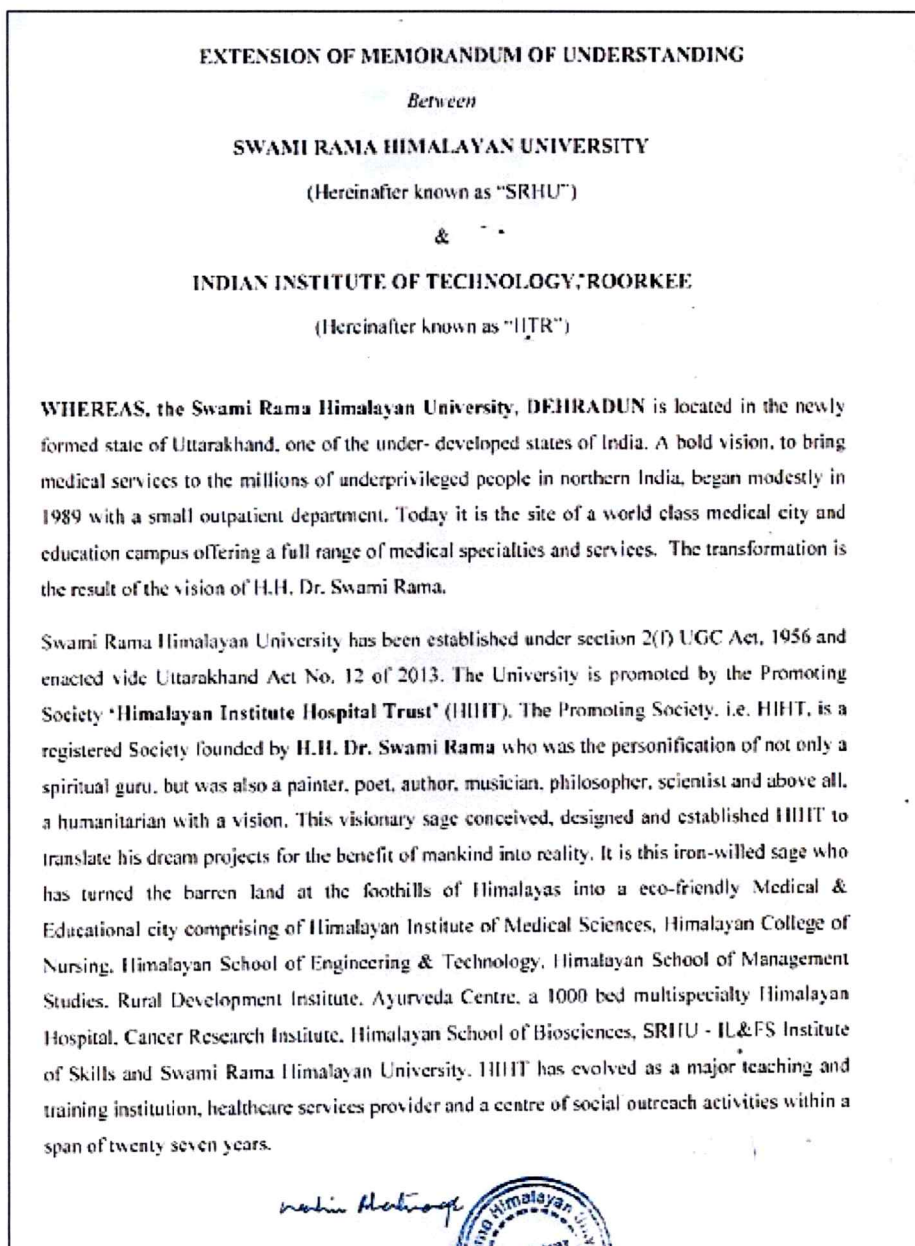 EXTENSION OF MEMORANDUM OF UNDERSTANDING
Between
SWAMI RAMA HIMALAYAN UNIVERSITY
(Hereinafter known as "SRHU")
&
INDIAN INSTITUTE OF TECHNOLOGY, ROORKEE
(Hereinafter known as "IITR")
WHEREAS, the Swami Rama Himalayan University, DEHRADUN is located in the newly
formed state of Uttarakhand, one of the under- developed states of India. A bold vision, to bring
medical services to the millions of underprivileged people in northern India, began modestly in
1989 with a small outpatient department. Today it is the site of a world class medical city and
education campus offering a full range of medical specialties and services. The transformation is
the result of the vision of H.H. Dr. Swami Rama.
Swami Rama Himalayan University has been established under section 2(f) UGC Act, 1956 and
enacted vide Uttarakhand Act No. 12 of 2013. The University is promoted by the Promoting
Society 'Himalayan Institute Hospital Trust' (HIHT). The Promoting Society, i.e. HIHT, is a
registered Society founded by H.H. Dr. Swami Rama who was the personification of not only a
spiritual guru, but was also a painter, poet, author, musician, philosopher, scientist and above all,
a humanitarian with a vision. This visionary sage conceived, designed and established HIHT to
translate his dream projects for the benefit of mankind into reality. It is this iron-willed sage who
has turned the barren land at the foothills of Himalayas into a eco-friendly Medical &
Educational city comprising of Himalayan Institute of Medical Sciences, Himalayan College of
Nursing, Himalayan School of Engineering & Technology, Himalayan School of Management
Studies, Rural Development Institute, Ayurveda Centre, a 1000 bed multispecialty Himalayan
Hospital, Cancer Research Institute, Himalayan School of Biosciences, SRHU - IL&FS Institute
of Skills and Swami Rama Himalayan University. HIHT has evolved as a major teaching and
training institution, healthcare services provider and a centre of social outreach activities within a
span of twenty seven years.
Himalayan